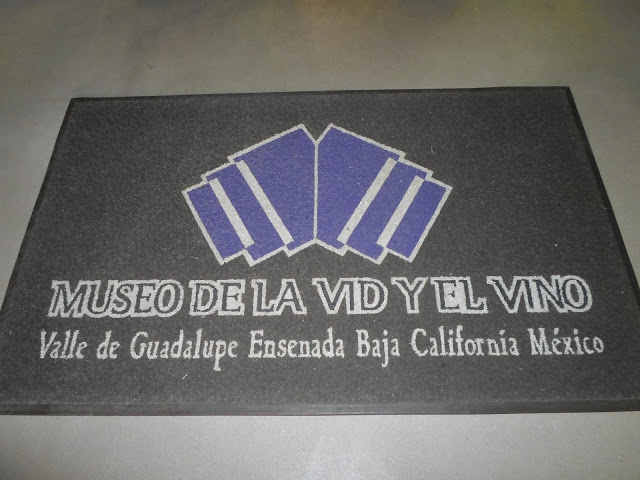 MUSEO DE LA VID Y EL VINO
Valle de Guadalupe Ensenada Baja California México